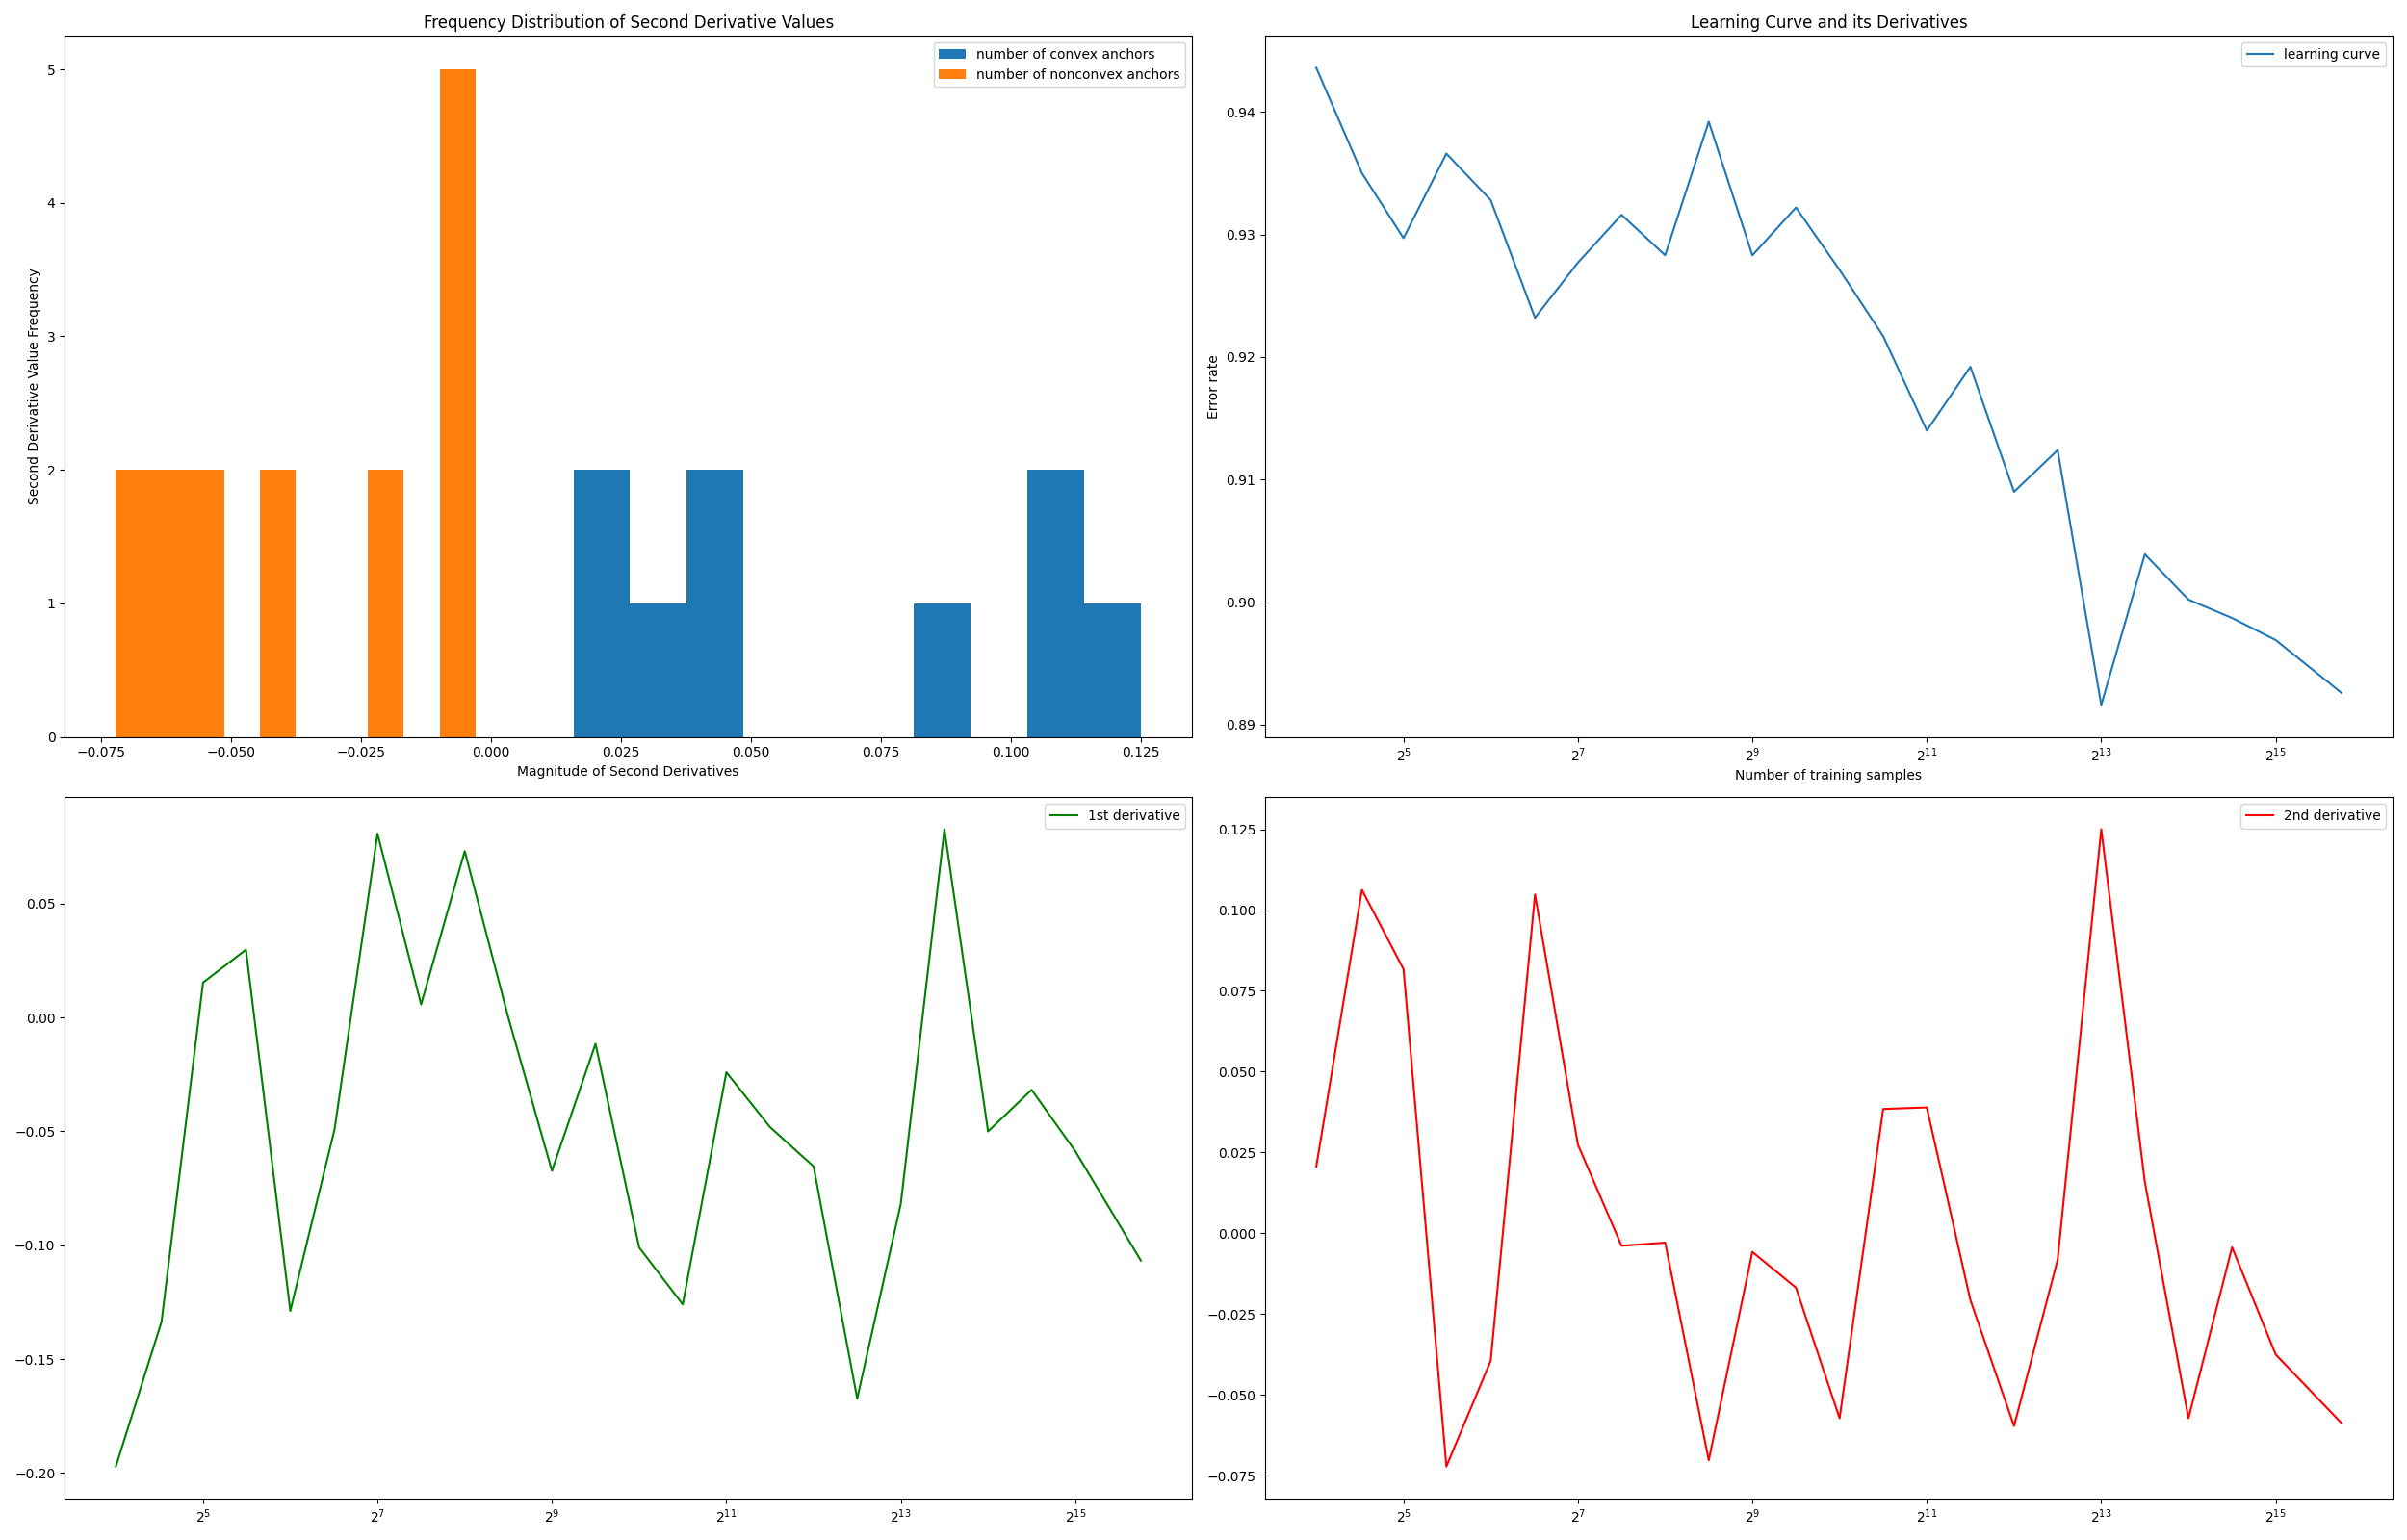 Frequency Distribution of Second Derivative Values
number of convex anchors
number of nonconvex anchors
Second Derivative Value Frequency
5
4
3
2
1
0
−0.075 −0.050 −0.025 0.000 0.025 0.050 0.075 0.100 0.125
Magnitude of Second Derivatives
Learning Curve and its Derivatives
learning curve
Error rate
0.94
0.93
0.92
0.91
0.90
0.89
2^5 2^7 2^9 2^11 2^13 2^15
Number of training samples
1st derivative
0.05
0.00
−0.05
−0.10
−0.15
−0.20
2^5 2^7 2^9 2^11 2^13 2^15
2nd derivative
0.125
0.100
0.075
0.050
0.025
0.000
−0.025
−0.050
−0.075
2^5 2^7 2^9 2^11 2^13 2^15